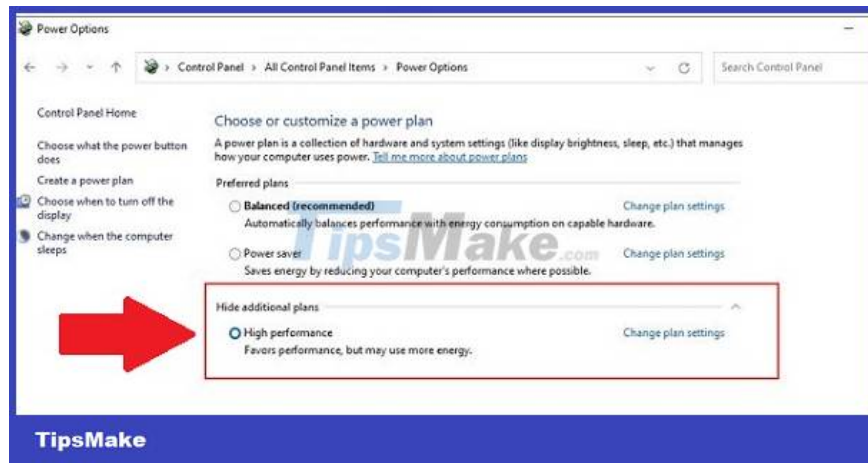 Power Options
Control Panel > All Control Panel Items > Power Options
Search Control Panel
Control Panel Home
Choose what the power button
does
Create a power plan
Choose when to turn off the
display
Change when the computer
sleeps
Choose or customize a power plan
A power plan is a collection of hardware and system settings (like display brightness, sleep, etc.) that manages
how your computer uses power. Tell me more about power plans
Preferred plans
Balanced (recommended) Change plan settings
Automatically balances performance with energy consumption on capable hardware.
TipsMake.com
Power saver Change plan settings
Saves energy by reducing your computer's performance where possible.
Hide additional plans
High performance Change plan settings
Favors performance, but may use more energy.
TipsMake